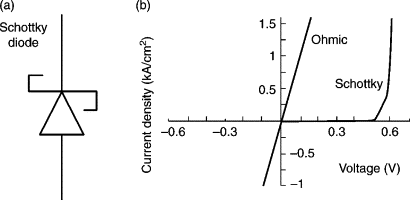 (a)
Schottky
diode
(b)
Current density (kA/cm²)
1.5
Ohmic
1
0.5
Schottky
−0.6
−0.3
0
0.3
0.6
−0.5
Voltage (V)
−1